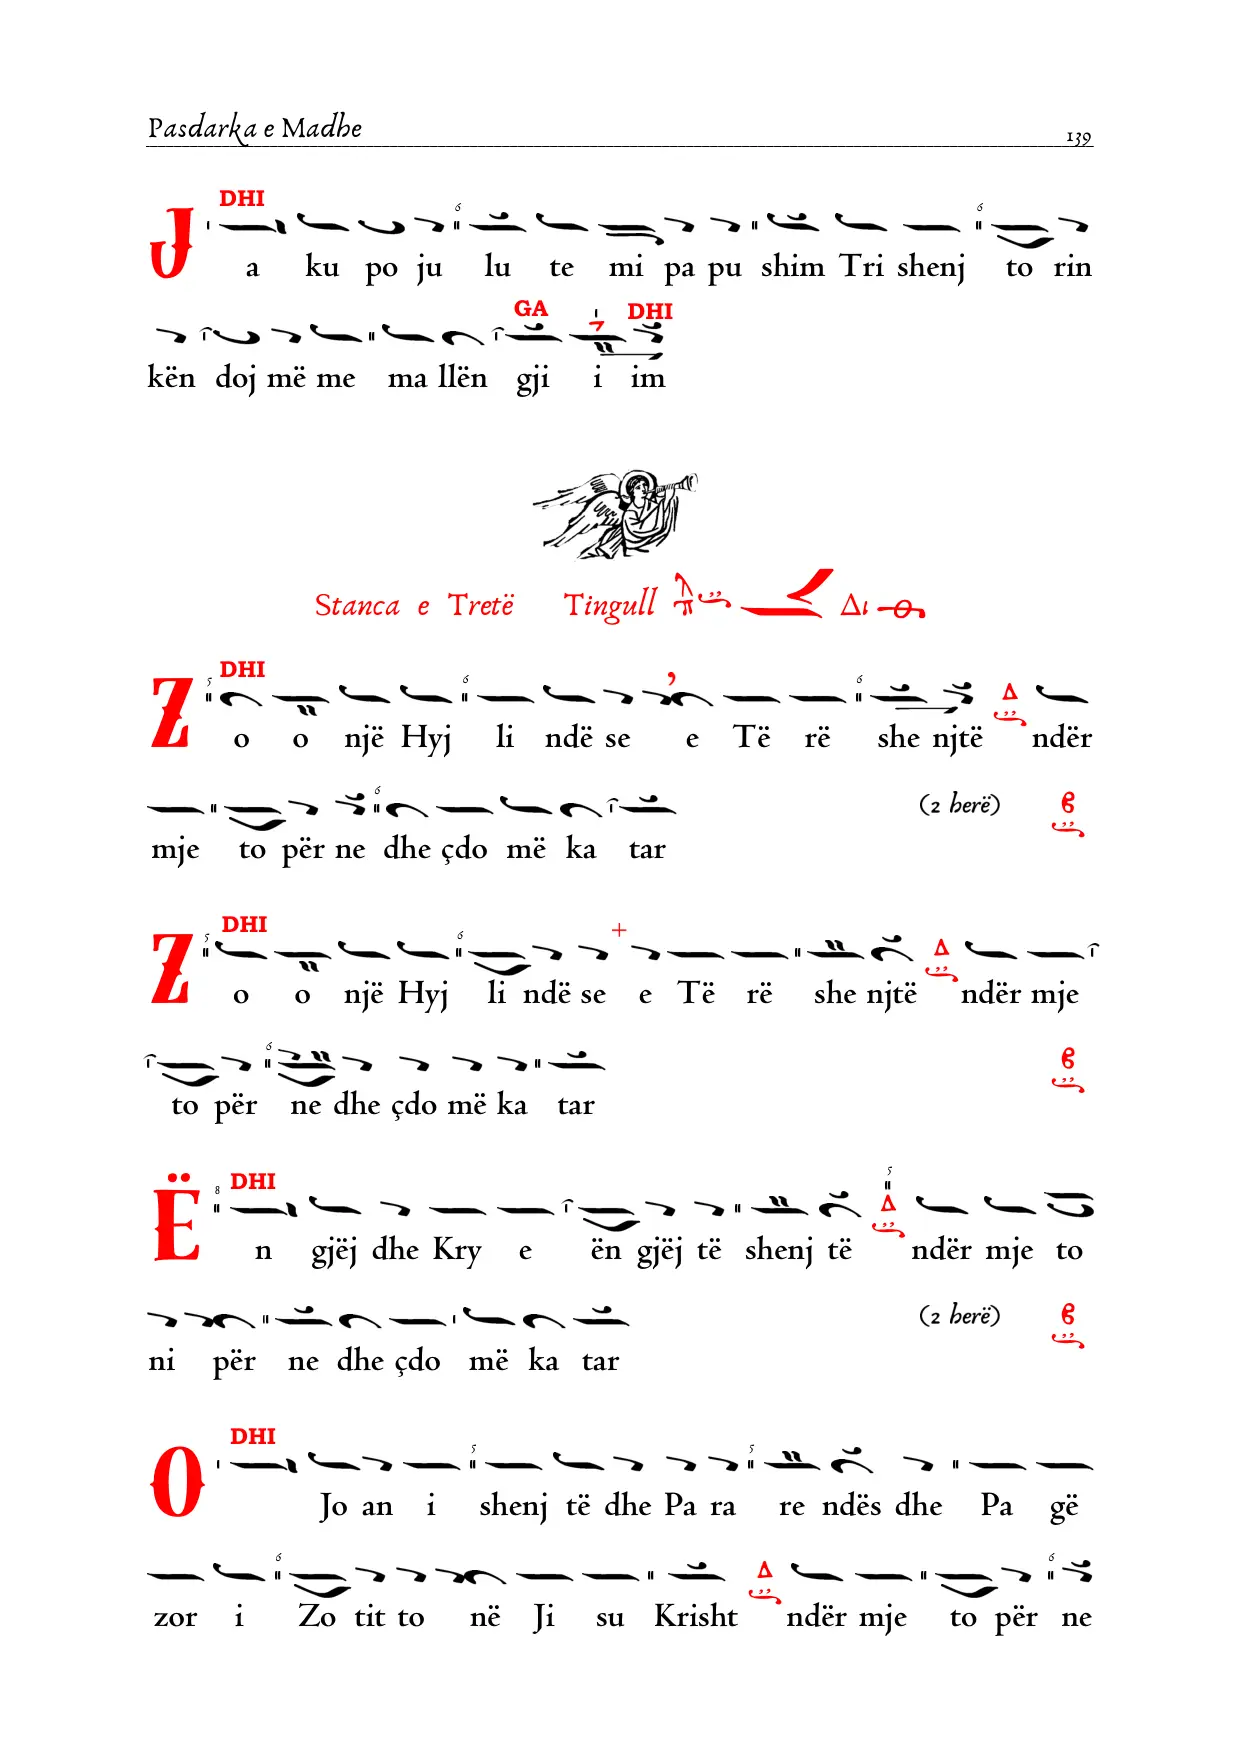 Pasdarka e Madhe 139
DHI
J a ku po ju lu te mi pa pu shim Tri shenj to rin
GA DHI
kën doj më me ma llën gji i im
Stanca e Tretë Tingull λ π Δι
DHI
Z o o një Hyj li ndë se e Të rë she njtë Δ ndër
mje to për ne dhe çdo më ka tar (2 herë)
DHI
Z o o një Hyj li ndë se e Të rë she njtë Δ ndër mje
to për ne dhe çdo më ka tar
DHI
Ë n gjëj dhe Kry e ën gjëj të shenj të Δ ndër mje to
ni për ne dhe çdo më ka tar (2 herë)
DHI
O Jo an i shenj të dhe Pa ra re ndës dhe Pa gë
zor i Zo tit to në Ji su Krisht Δ ndër mje to për ne